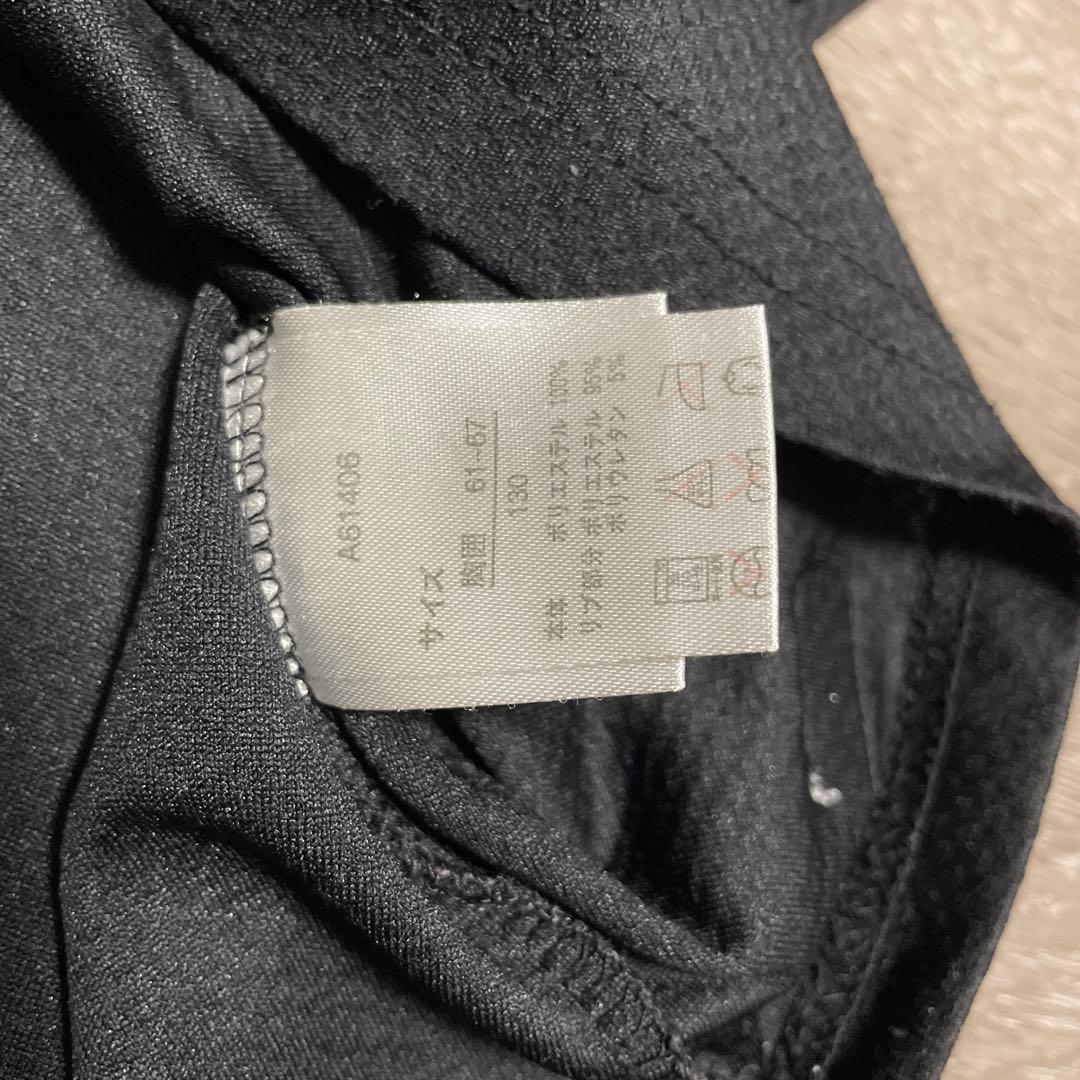 A61406
サイズ
胸囲 61-67
130
本体 ポリエステル 100%
リブ部分 ポリエステル 95%
ポリウレタン 5%